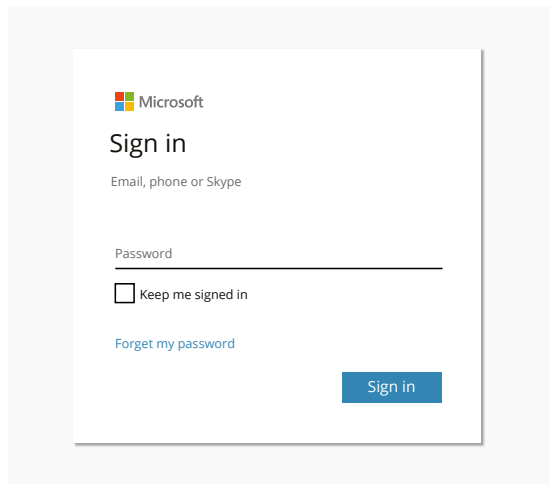 Microsoft
Sign in
Email, phone or Skype
Password
Keep me signed in
Forget my password
Sign in